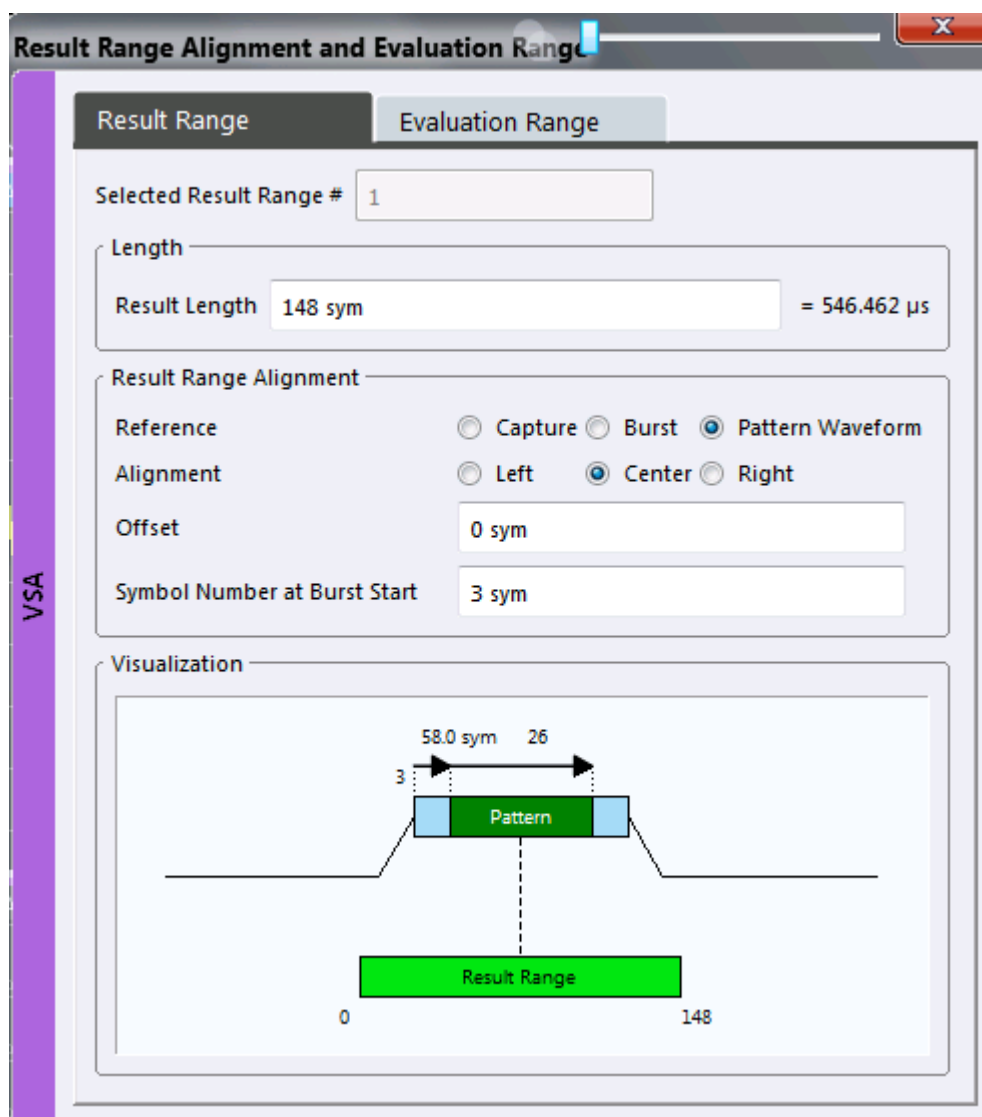 Result Range Alignment and Evaluation Range
X
Result Range
Evaluation Range
Selected Result Range # 1
Length
Result Length 148 sym = 546.462 µs
Result Range Alignment
Reference Capture Burst Pattern Waveform
Alignment Left Center Right
Offset 0 sym
Symbol Number at Burst Start 3 sym
VSA
Visualization
58.0 sym 26
3
Pattern
Result Range
0 148